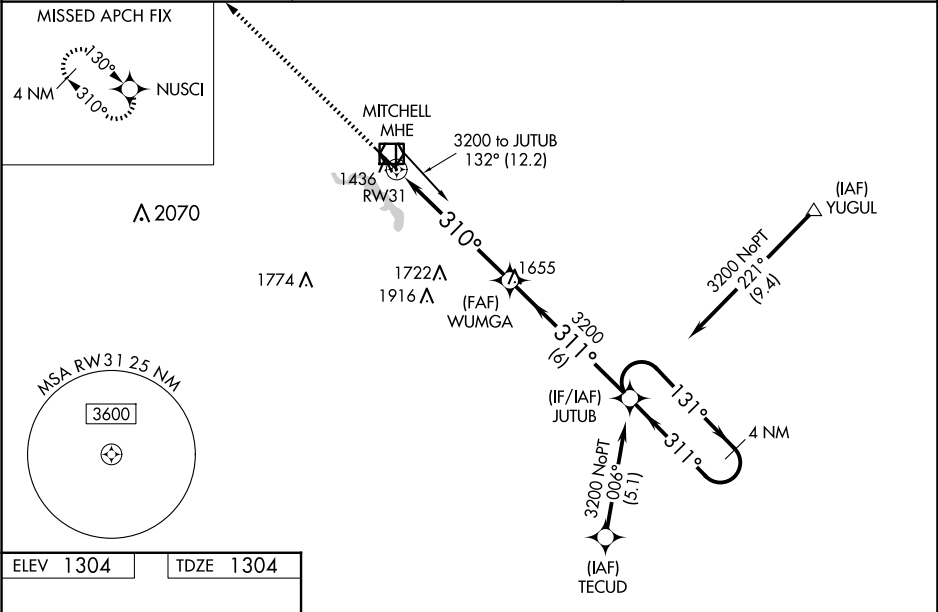 MISSED APCH FIX
130°
4 NM
310°
NUSCI
MITCHELL
MHE
3200 to JUTUB
132° (12.2)
1436
RW31
2070
(IAF)
YUGUL
310°
3200 NoPT
221°
(9.4)
1774
1722
1655
1916
(FAF)
WUMGA
3200
311°
(6)
MSA RW31 25 NM
3600
(IF/IAF)
JUTUB
131°
4 NM
311°
3200 NoPT
006°
(5.1)
(IAF)
TECUD
ELEV 1304
TDZE 1304